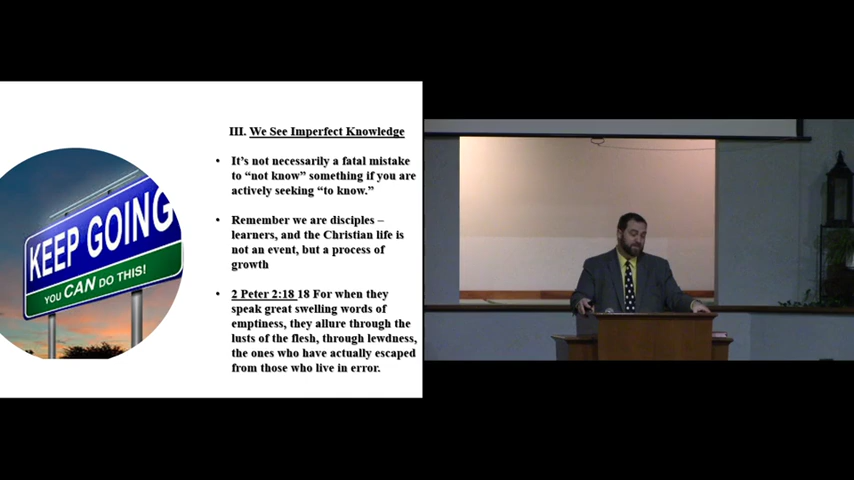 III. We See Imperfect Knowledge
• It’s not necessarily a fatal mistake
to “not know” something if you are
actively seeking “to know.”
• Remember we are disciples –
learners, and the Christian life is
not an event, but a process of
growth
• 2 Peter 2:18 18 For when they
speak great swelling words of
emptiness, they allure through the
lusts of the flesh, through lewdness,
the ones who have actually escaped
from those who live in error.
KEEP GOING
YOU CAN DO THIS!